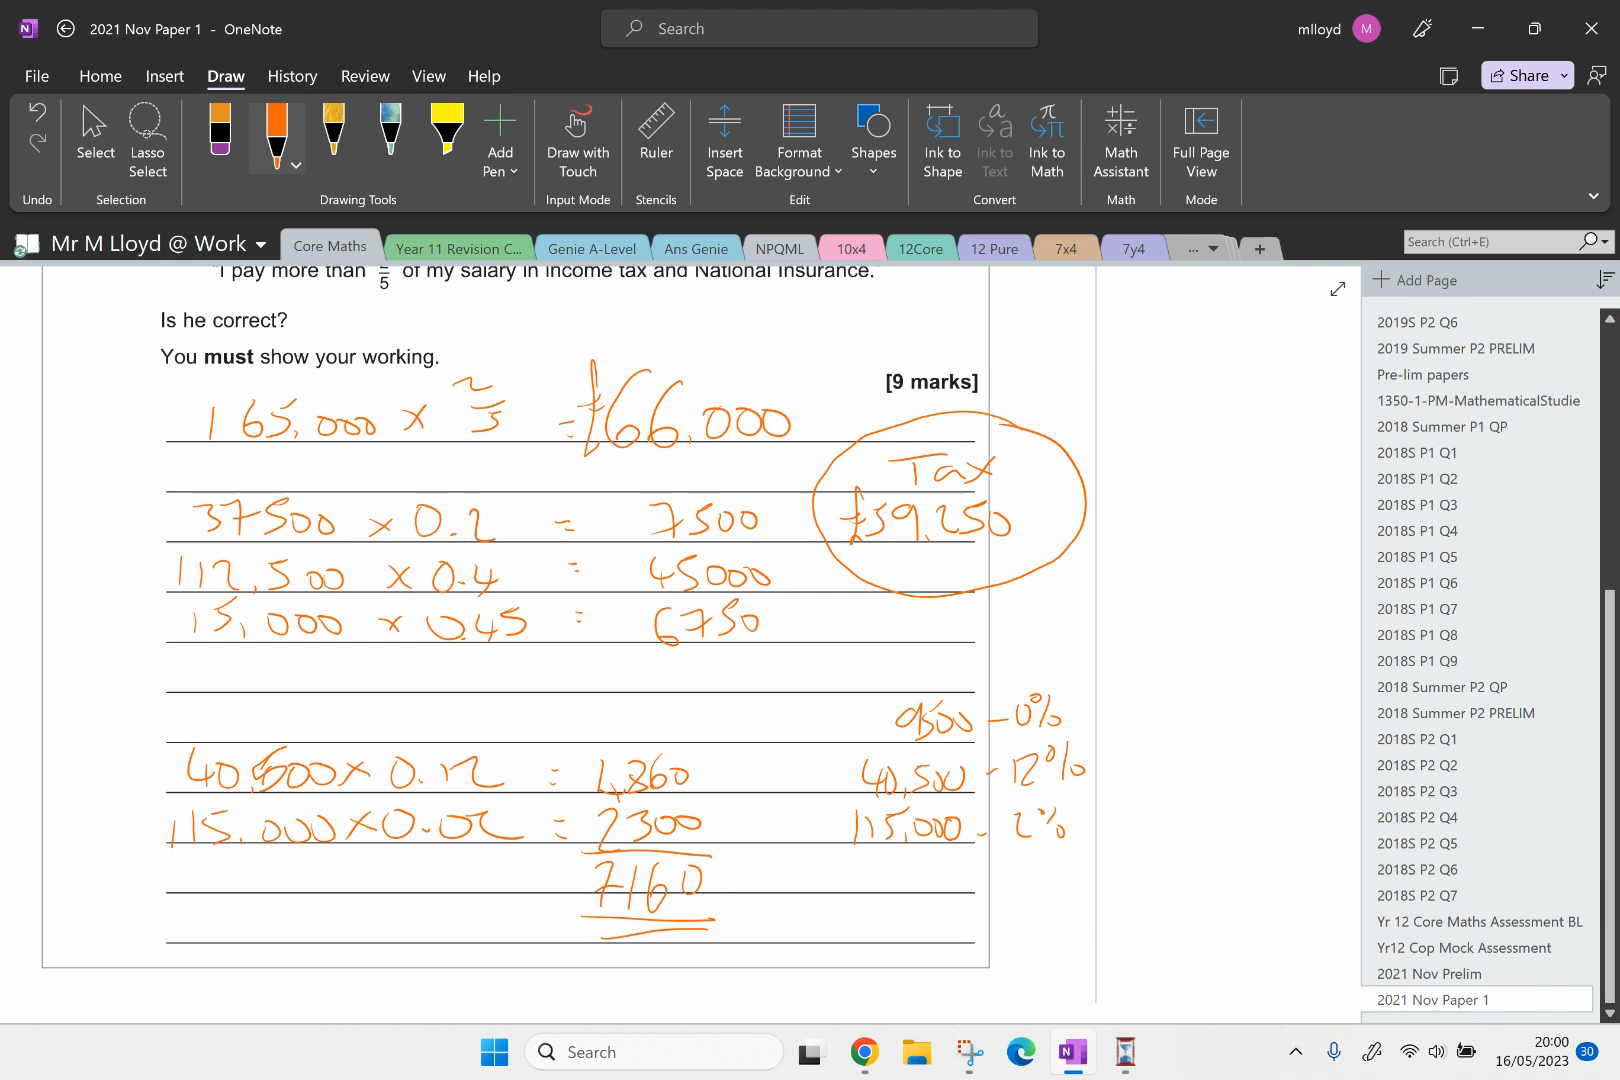 2021 Nov Paper 1 - OneNote
Search
mlloyd M
File Home Insert Draw History Review View Help
Share
Select
Lasso Select
Add Pen
Draw with Touch
Ruler
Insert Space
Format Background
Shapes
Ink to Shape
Ink to Text
Ink to Math
Math Assistant
Full Page View
Undo Selection Drawing Tools Input Mode Stencils Edit Convert Math Mode
Mr M Lloyd @ Work
Core Maths Year 11 Revision C... Genie A-Level Ans Genie NPQML 10x4 12Core 12 Pure 7x4 7y4 ...
Search (Ctrl+E)
"I pay more than 2/5 of my salary in income tax and National Insurance.
Is he correct?
You must show your working.
[9 marks]
165,000 × 2/5 = £66,000
Tax
37500 × 0.2 = 7500 £59,250
112,500 × 0.4 = 45000
15,000 × 0.45 = 6750
9500 - 0%
40,500 × 0.12 = 4,860 40,500 - 12%
115,000 × 0.02 = 2300 115,000 - 2%
7160
Add Page
2019S P2 Q6
2019 Summer P2 PRELIM
Pre-lim papers
1350-1-PM-MathematicalStudie
2018 Summer P1 QP
2018S P1 Q1
2018S P1 Q2
2018S P1 Q3
2018S P1 Q4
2018S P1 Q5
2018S P1 Q6
2018S P1 Q7
2018S P1 Q8
2018S P1 Q9
2018 Summer P2 QP
2018 Summer P2 PRELIM
2018S P2 Q1
2018S P2 Q2
2018S P2 Q3
2018S P2 Q4
2018S P2 Q5
2018S P2 Q6
2018S P2 Q7
Yr 12 Core Maths Assessment BL
Yr12 Cop Mock Assessment
2021 Nov Prelim
2021 Nov Paper 1
Search
20:00
16/05/2023
30